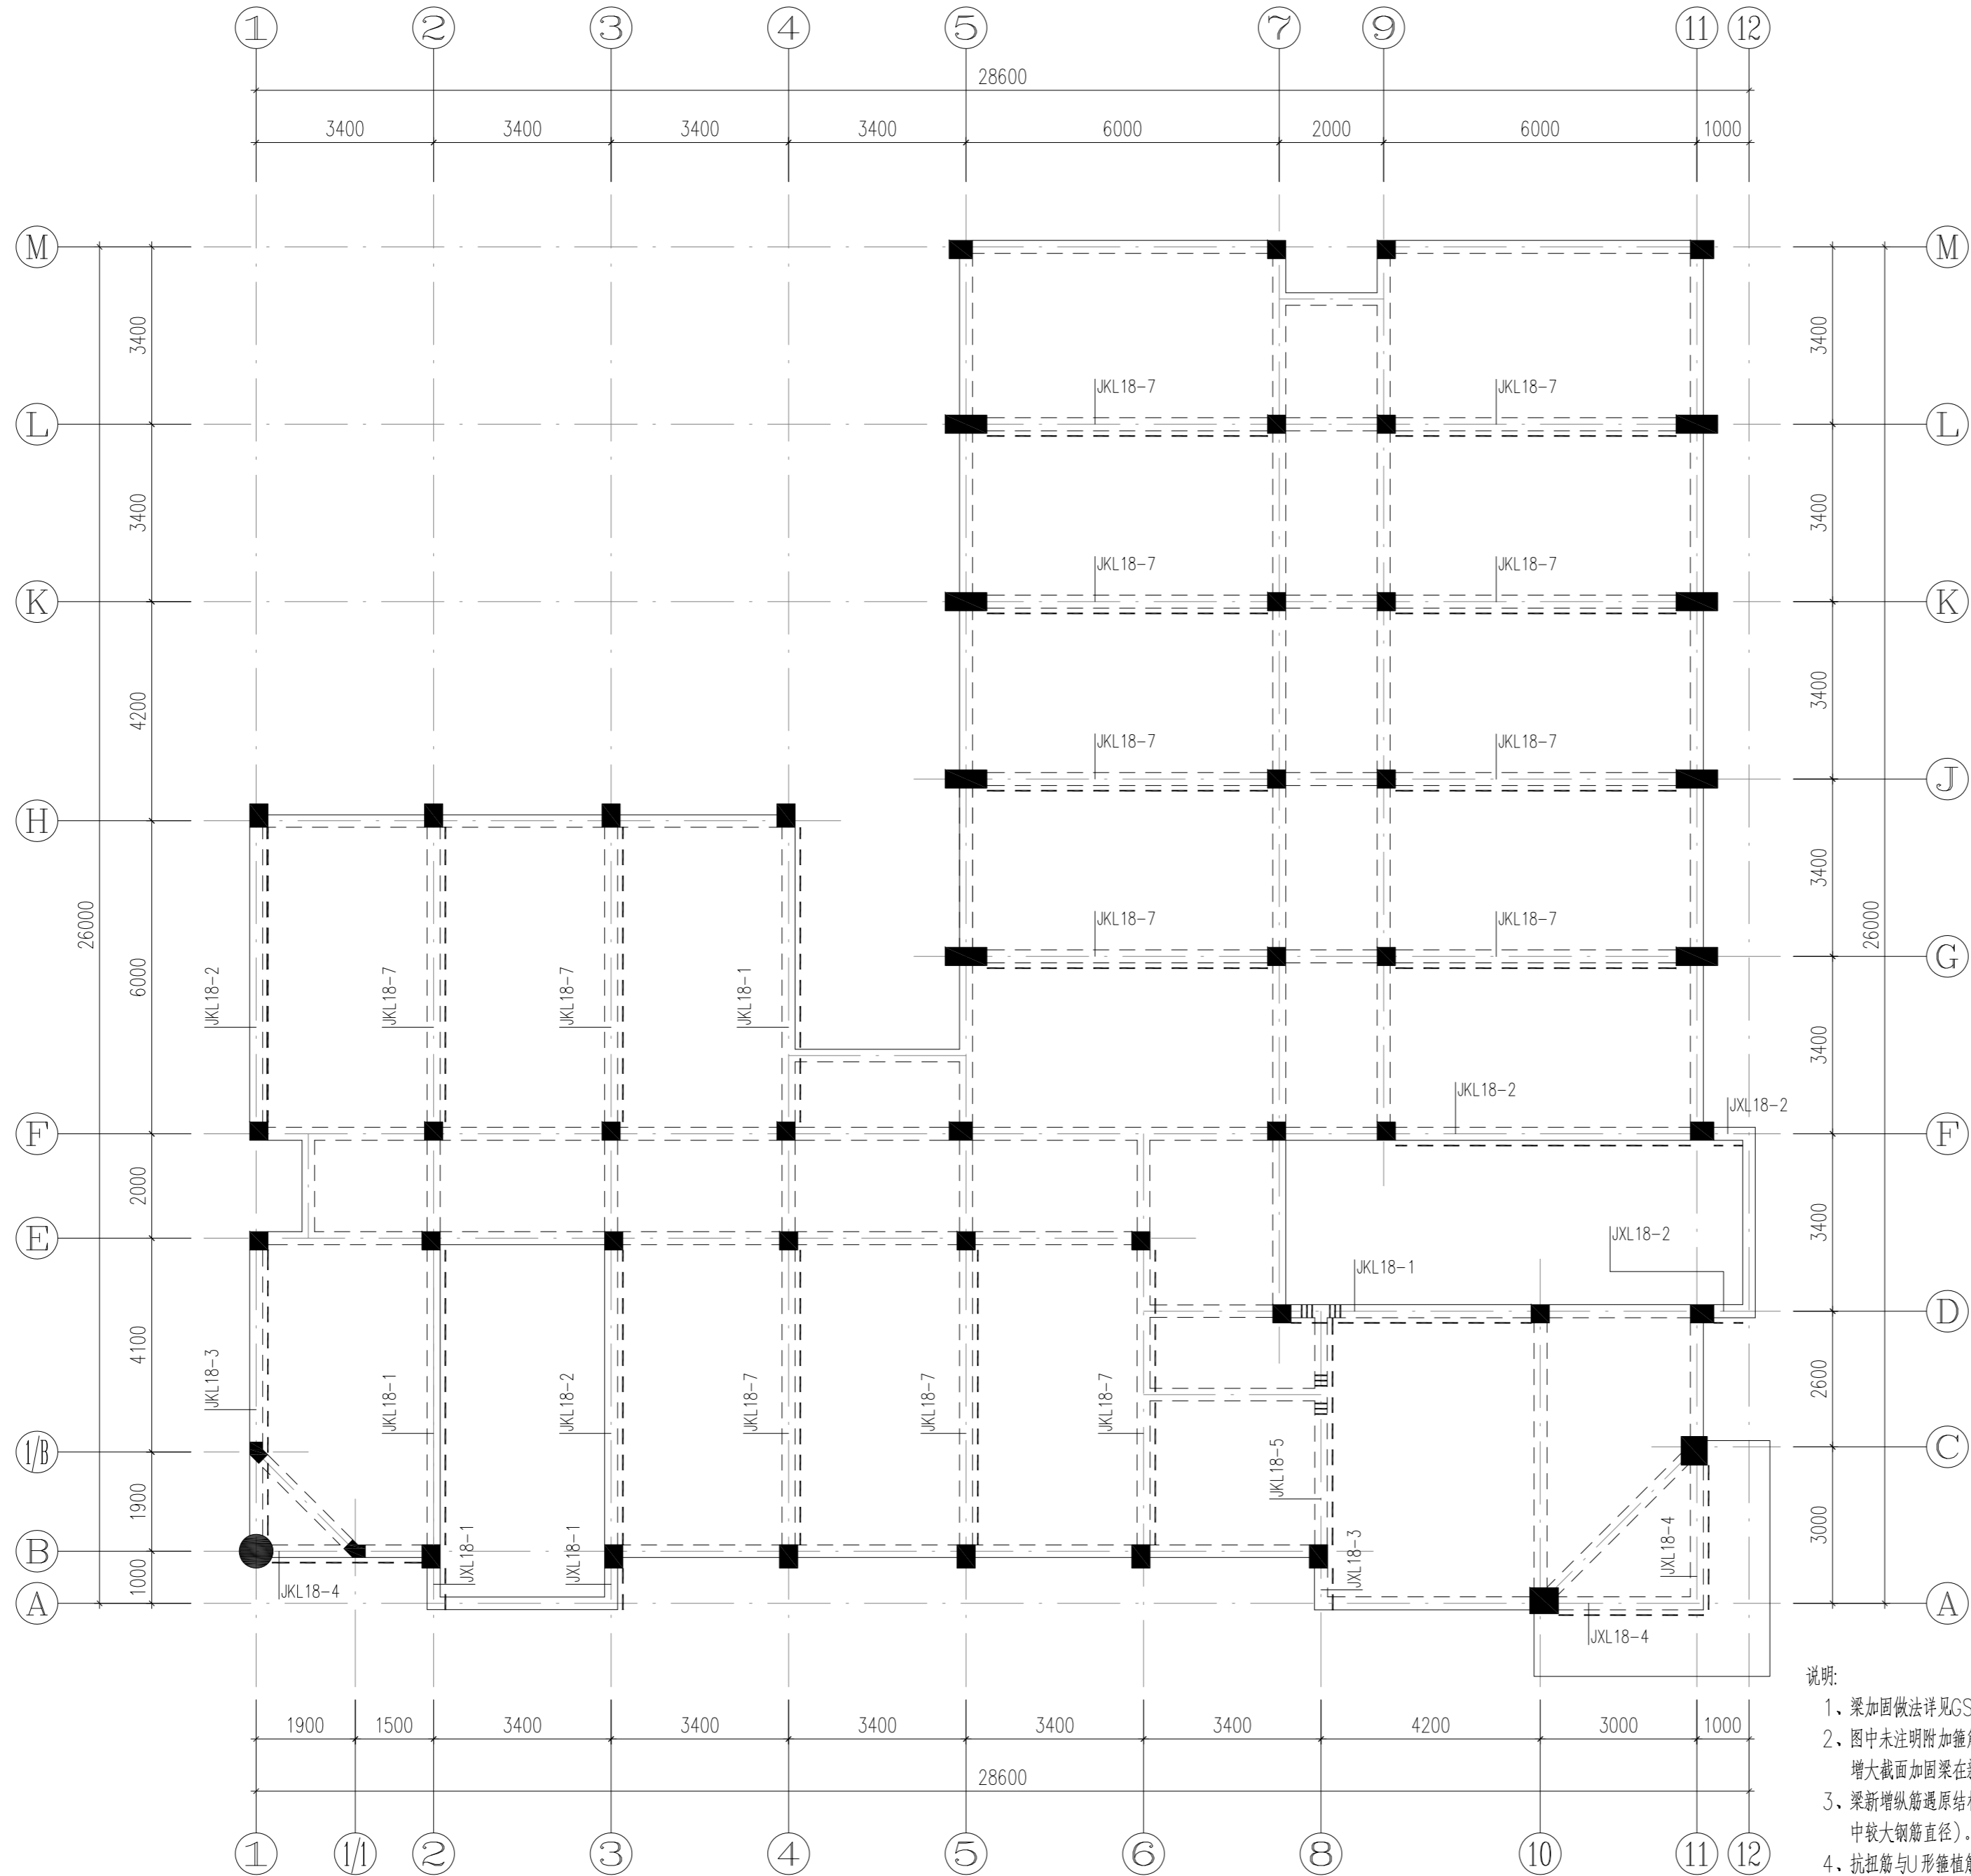 1 2 3 4 5 7 9 11 12
28600
3400 3400 3400 3400 6000 2000 6000 1000
M M
3400 3400
JKL18-7 JKL18-7
L L
3400 3400
JKL18-7 JKL18-7
K K
4200 3400
JKL18-7 JKL18-7
J
H
26000 3400 26000
JKL18-7 JKL18-7
6000 G
JKL18-2 JKL18-7 JKL18-7 JKL18-1
3400
JKL18-2 JXL18-2
F F
2000 3400
E
JXL18-2
JKL18-1
D
4100 2600
JKL18-3 JKL18-1 JKL18-2 JKL18-7 JKL18-7 JKL18-7
1/B C
JKL18-5
1900 3000
B
JXL18-1 JXL18-1 JXL18-3 JXL18-4
1000
JKL18-4
A A
JXL18-4
说明:
1、梁加固做法详见GS
2、图中未注明附加箍
增大截面加固梁在
3、梁新增纵筋遇原结
中较大钢筋直径)。
4、抗扭筋与U形箍植
1900 1500 3400 3400 3400 3400 3400 4200 3000 1000
28600
1 1/1 2 3 4 5 6 8 10 11 12